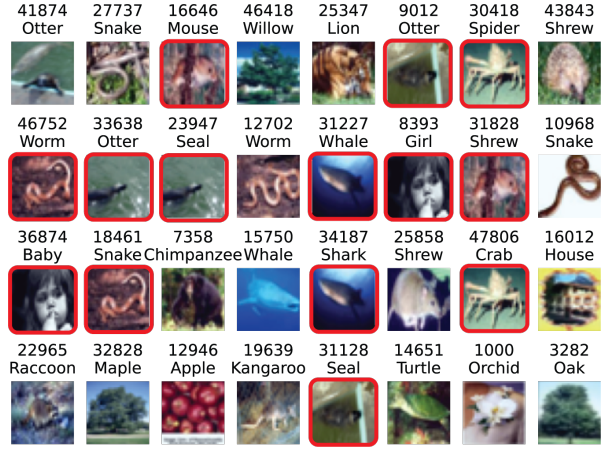 41874 27737 16646 46418 25347 9012 30418 43843
Otter Snake Mouse Willow Lion Otter Spider Shrew
46752 33638 23947 12702 31227 8393 31828 10968
Worm Otter Seal Worm Whale Girl Shrew Snake
36874 18461 7358 15750 34187 25858 47806 16012
Baby Snake Chimpanzee Whale Shark Shrew Crab House
22965 32828 12946 19639 31128 14651 1000 3282
Raccoon Maple Apple Kangaroo Seal Turtle Orchid Oak